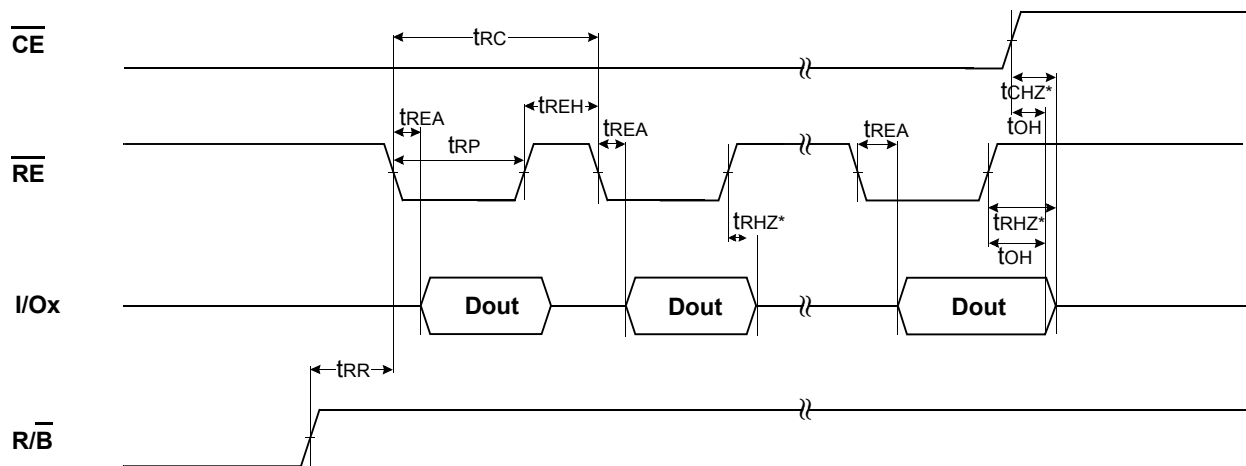 CE
tRC
tCHZ*
tREH
tREA
tREA
tREA
tOH
tRP
RE
tRHZ*
tRHZ*
tOH
I/Ox
Dout
Dout
Dout
tRR
R/B